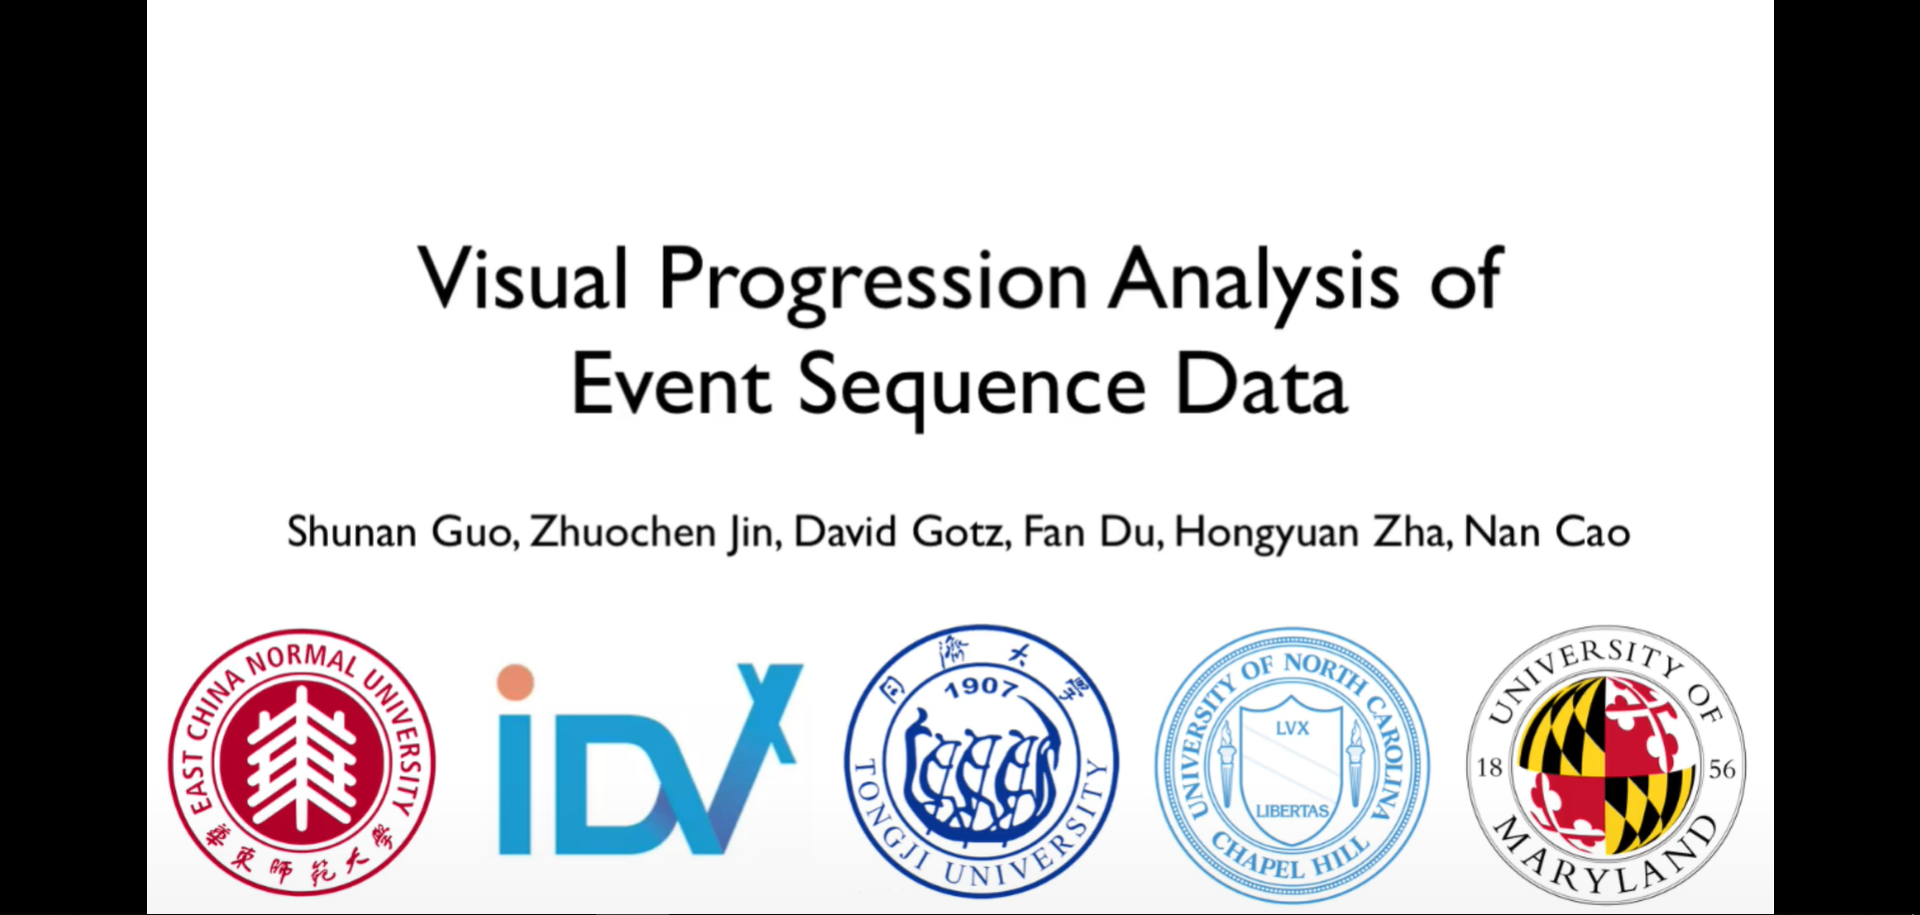 Visual Progression Analysis of
Event Sequence Data
Shunan Guo, Zhuochen Jin, David Gotz, Fan Du, Hongyuan Zha, Nan Cao
EAST CHINA NORMAL UNIVERSITY
華東師範大學
iDVX
同濟大學
1907
TONGJI UNIVERSITY
UNIVERSITY OF NORTH CAROLINA
LVX
LIBERTAS
CHAPEL HILL
UNIVERSITY OF
18 56
MARYLAND